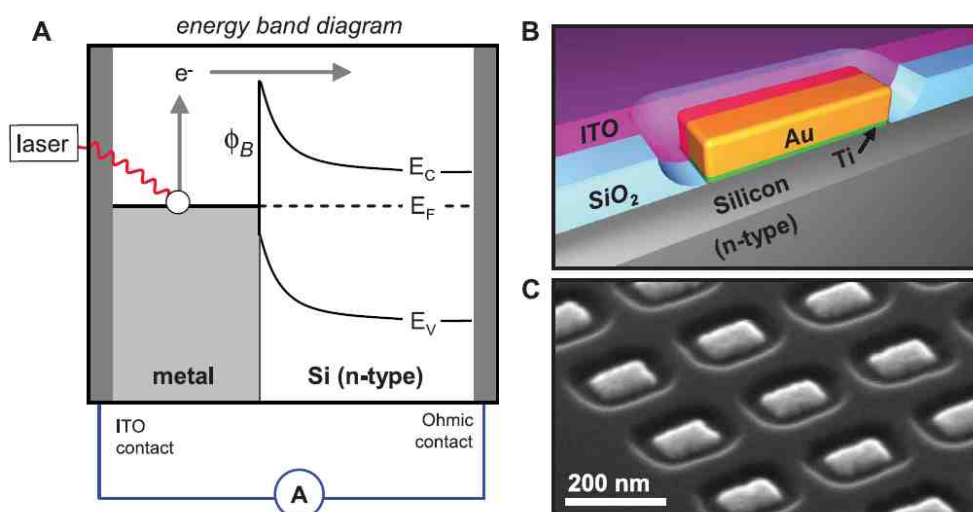 A
energy band diagram
e-
laser
ϕB
EC
EF
EV
metal
Si (n-type)
ITO
contact
Ohmic
contact
A
B
ITO
Au
Ti
SiO2
Silicon
(n-type)
C
200 nm